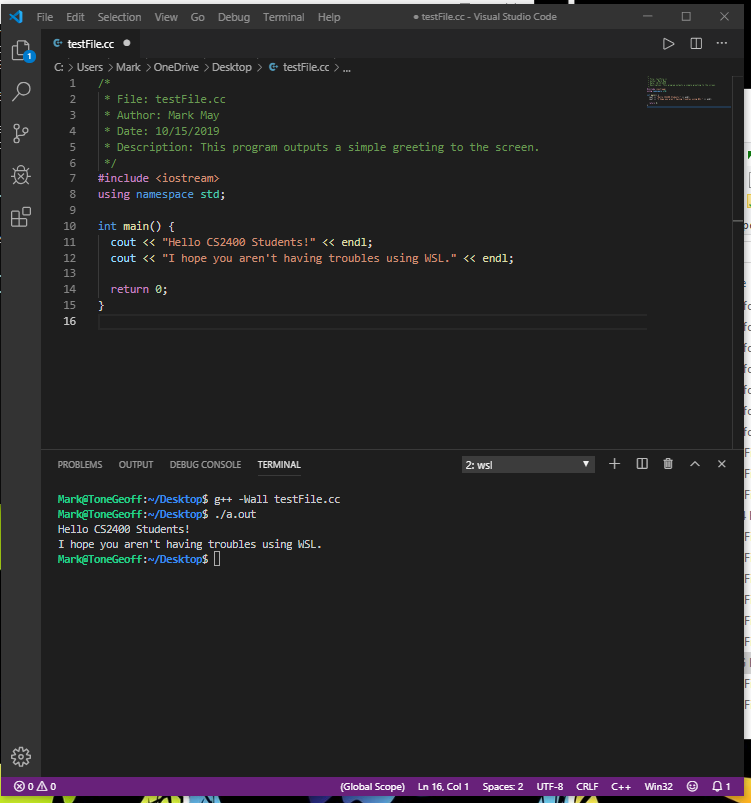 File Edit Selection View Go Debug Terminal Help ● testFile.cc - Visual Studio Code
testFile.cc ●
1
C: > Users > Mark > OneDrive > Desktop > testFile.cc > ...
1 /*
2 * File: testFile.cc
3 * Author: Mark May
4 * Date: 10/15/2019
5 * Description: This program outputs a simple greeting to the screen.
6 */
7 #include <iostream>
8 using namespace std;
9
10 int main() {
11 cout << "Hello CS2400 Students!" << endl;
12 cout << "I hope you aren't having troubles using WSL." << endl;
13
14 return 0;
15 }
16
PROBLEMS OUTPUT DEBUG CONSOLE TERMINAL 2: wsl
Mark@ToneGeoff:~/Desktop$ g++ -Wall testFile.cc
Mark@ToneGeoff:~/Desktop$ ./a.out
Hello CS2400 Students!
I hope you aren't having troubles using WSL.
Mark@ToneGeoff:~/Desktop$
0 0 (Global Scope) Ln 16, Col 1 Spaces: 2 UTF-8 CRLF C++ Win32 1